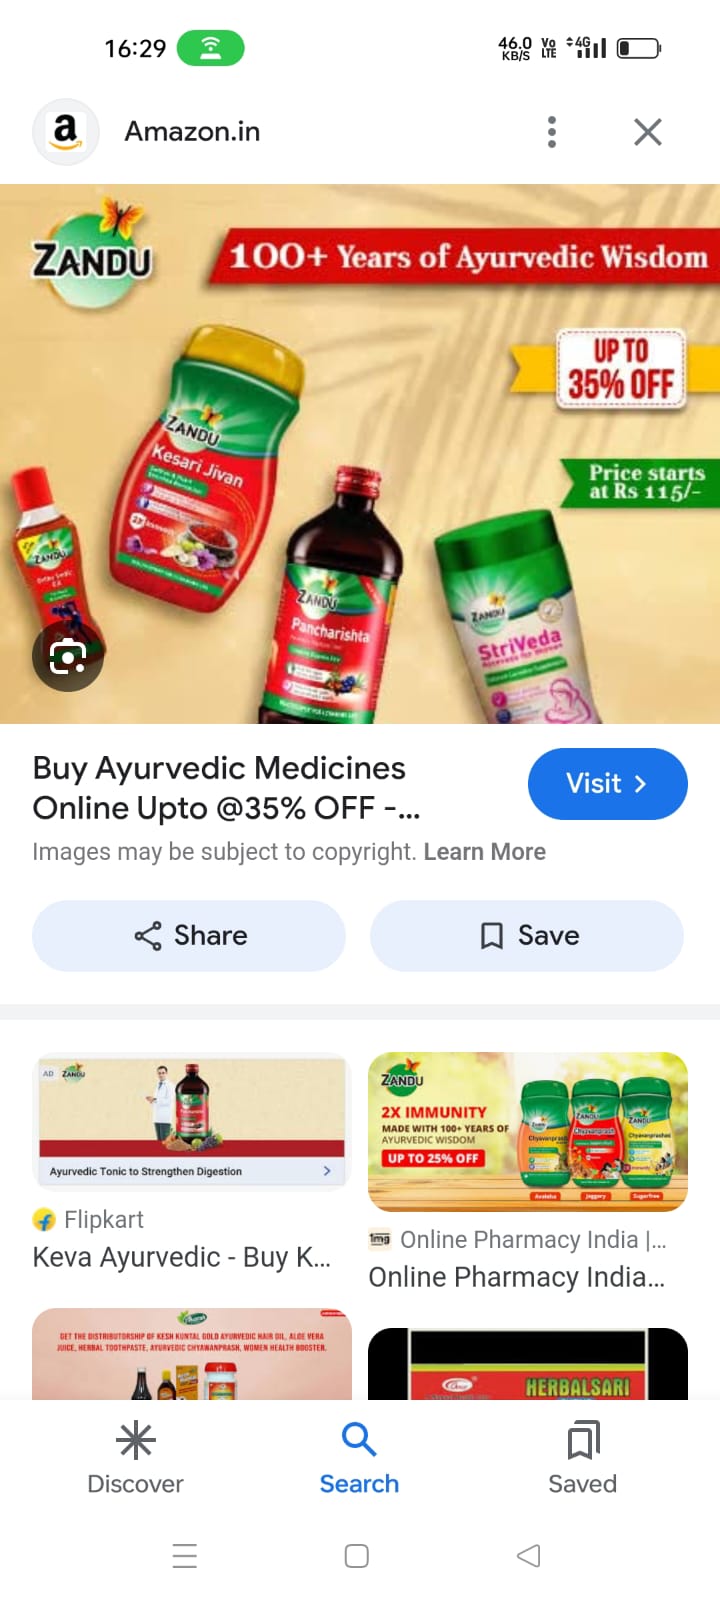 16:29
46.0
KB/S
Vo
LTE
4G
a
Amazon.in
ZANDU
100+ Years of Ayurvedic Wisdom
UP TO
35% OFF
Price starts
at Rs 115/-
ZANDU
Kesari Jivan
ZANDU
ZANDU
Pancharishta
ZANDU
StriVeda
Buy Ayurvedic Medicines
Online Upto @35% OFF -...
Visit
Images may be subject to copyright. Learn More
Share
Save
AD ZANDU
Ayurvedic Tonic to Strengthen Digestion
Flipkart
Keva Ayurvedic - Buy K...
ZANDU
2X IMMUNITY
MADE WITH 100+ YEARS OF
AYURVEDIC WISDOM
UP TO 25% OFF
ZANDU
Chyavanprash
Avaleha
Jaggery
Sugarfree
1mg Online Pharmacy India |...
Online Pharmacy India...
GET THE DISTRIBUTORSHIP OF KESH KUNTAL GOLD AYURVEDIC HAIR OIL, ALOE VERA
JUICE, HERBAL TOOTHPASTE, AYURVEDIC CHYAWANPRASH, WOMEN HEALTH BOOSTER.
HERBALSARI
Discover
Search
Saved